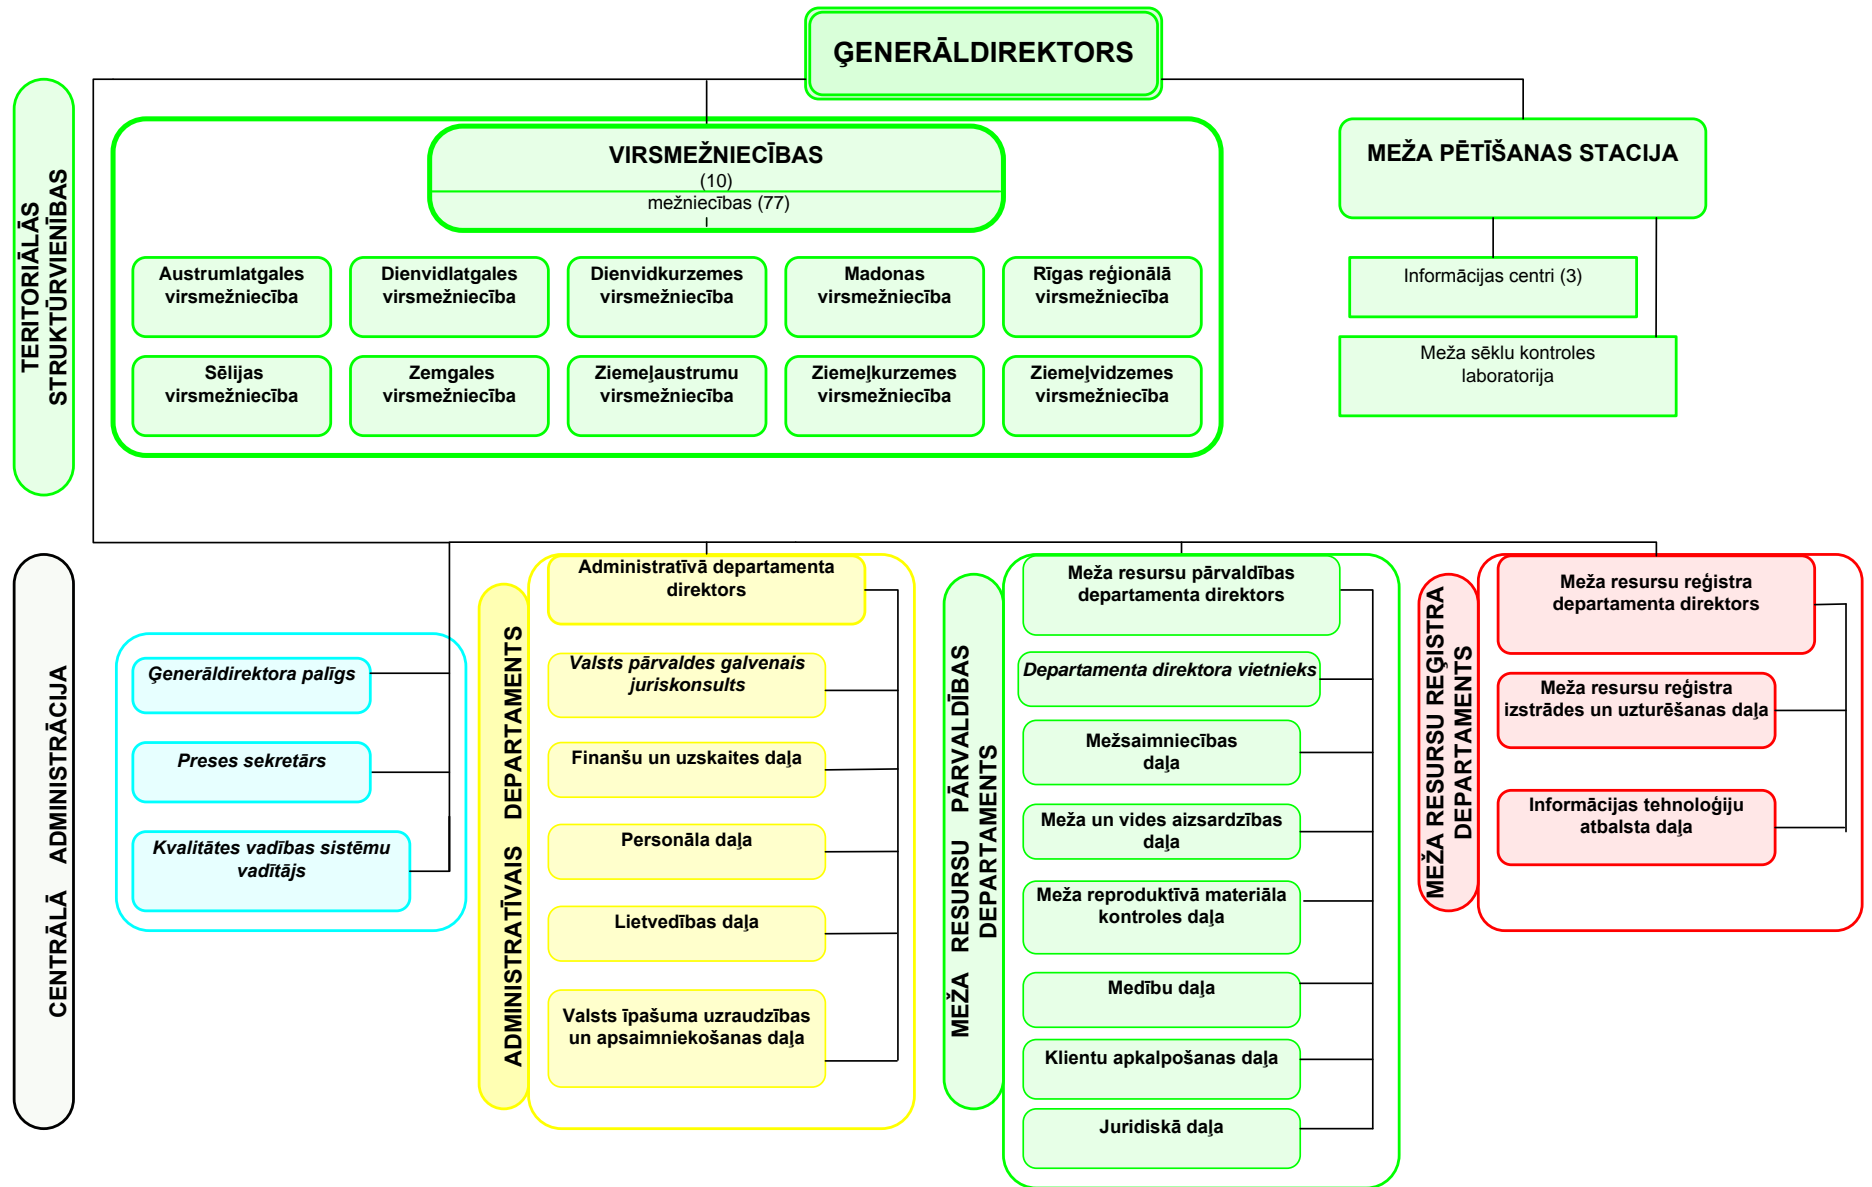 ĢENERĀLDIREKTORS
TERITORIĀLĀS
STRUKTŪRVIENĪBAS
VIRSMEŽNIECĪBAS
(10)
mežniecības (77)
Austrumlatgales
virsmežniecība
Dienvidlatgales
virsmežniecība
Dienvidkurzemes
virsmežniecība
Madonas
virsmežniecība
Rīgas reģionālā
virsmežniecība
Sēlijas
virsmežniecība
Zemgales
virsmežniecība
Ziemeļaustrumu
virsmežniecība
Ziemeļkurzemes
virsmežniecība
Ziemeļvidzemes
virsmežniecība
MEŽA PĒTĪŠANAS STACIJA
Informācijas centri (3)
Meža sēklu kontroles
laboratorija
CENTRĀLĀ ADMINISTRĀCIJA
Ģenerāldirektora palīgs
Preses sekretārs
Kvalitātes vadības sistēmu
vadītājs
ADMINISTRATĪVAIS DEPARTAMENTS
Administratīvā departamenta
direktors
Valsts pārvaldes galvenais
juriskonsults
Finanšu un uzskaites daļa
Personāla daļa
Lietvedības daļa
Valsts īpašuma uzraudzības
un apsaimniekošanas daļa
MEŽA RESURSU PĀRVALDĪBAS
DEPARTAMENTS
Meža resursu pārvaldības
departamenta direktors
Departamenta direktora vietnieks
Mežsaimniecības
daļa
Meža un vides aizsardzības
daļa
Meža reproduktīvā materiāla
kontroles daļa
Medību daļa
Klientu apkalpošanas daļa
Juridiskā daļa
MEŽA RESURSU REĢISTRA
DEPARTAMENTS
Meža resursu reģistra
departamenta direktors
Meža resursu reģistra
izstrādes un uzturēšanas daļa
Informācijas tehnoloģiju
atbalsta daļa